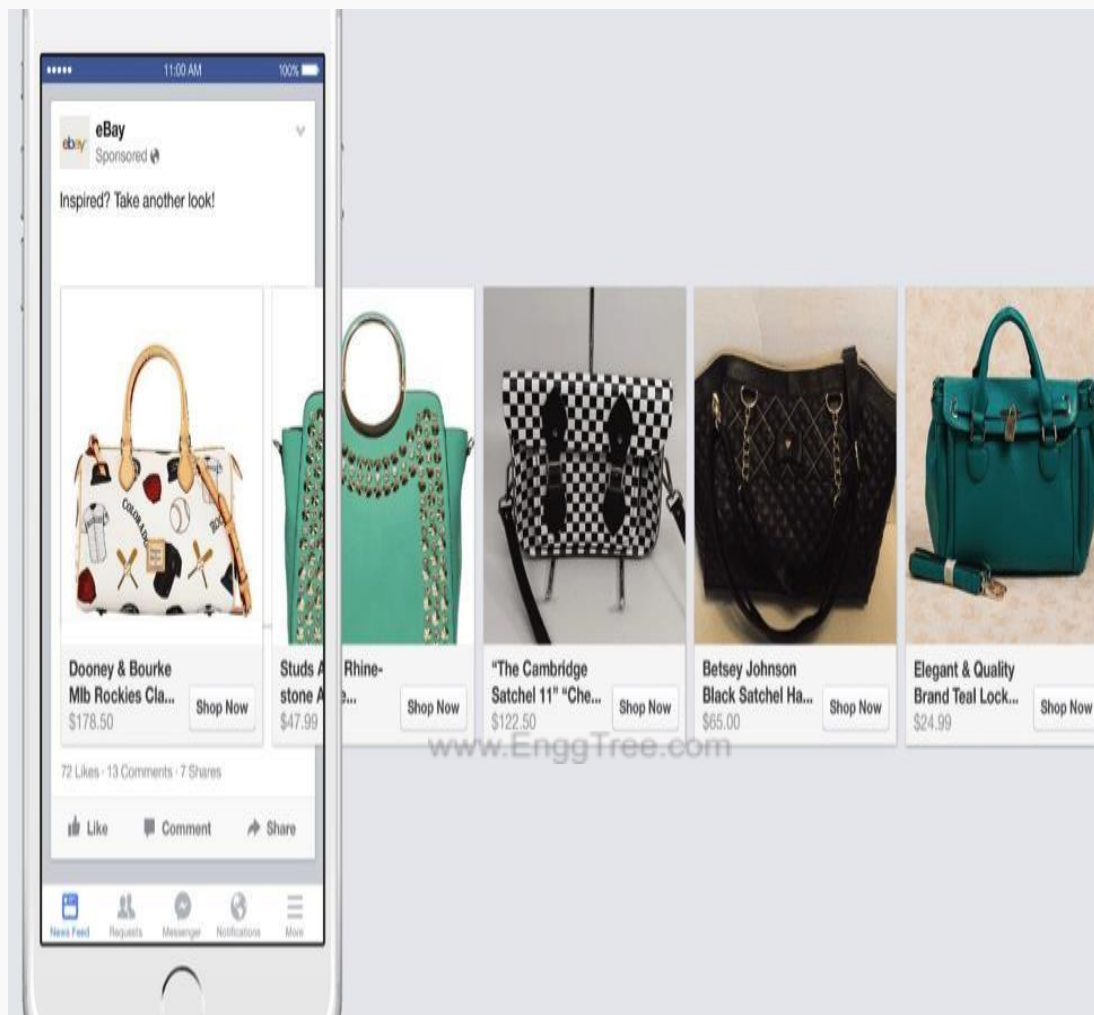 11:00 AM
100%
ebay
eBay
Sponsored
Inspired? Take another look!
COLORADO
Dooney & Bourke
Mlb Rockies Cla...
$178.50
Shop Now
Studs A Rhine-
stone A e...
$47.99
Shop Now
"The Cambridge
Satchel 11" "Che...
$122.50
Shop Now
Betsey Johnson
Black Satchel Ha...
$65.00
Shop Now
Elegant & Quality
Brand Teal Lock...
$24.99
Shop Now
www.EnggTree.com
72 Likes · 13 Comments · 7 Shares
Like
Comment
Share
News Feed
Requests
Messenger
Notifications
More